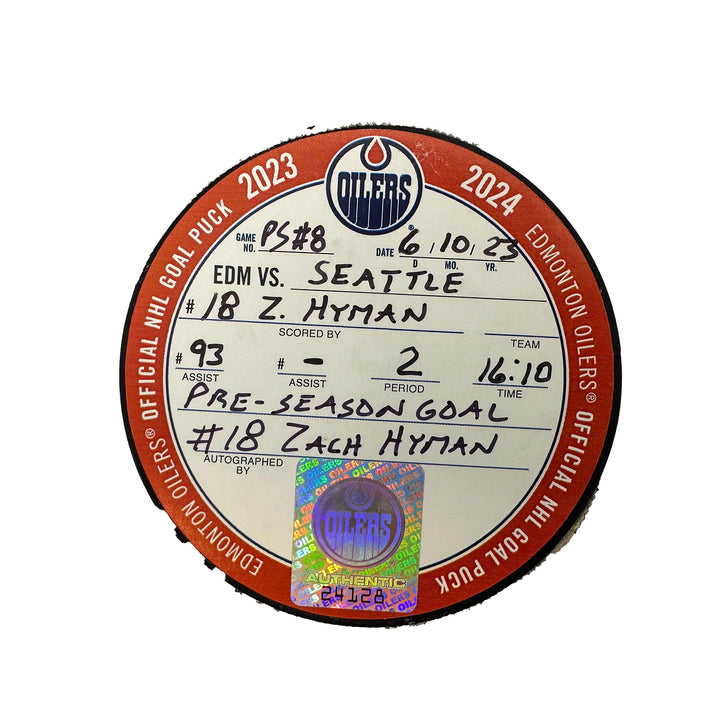 OFFICIAL NHL GOAL PUCK 2023
2024 EDMONTON OILERS® OFFICIAL NHL GOAL PUCK
EDMONTON OILERS®
OILERS
GAME NO. PS#8 DATE 6 / 10 / 23
D MO. YR.
EDM VS. SEATTLE
# 18 Z. HYMAN
SCORED BY TEAM
# 93 # – 2 16:10
ASSIST ASSIST PERIOD TIME
PRE-SEASON GOAL
#18 ZACH HYMAN
AUTOGRAPHED BY
OILERS
AUTHENTIC
24128